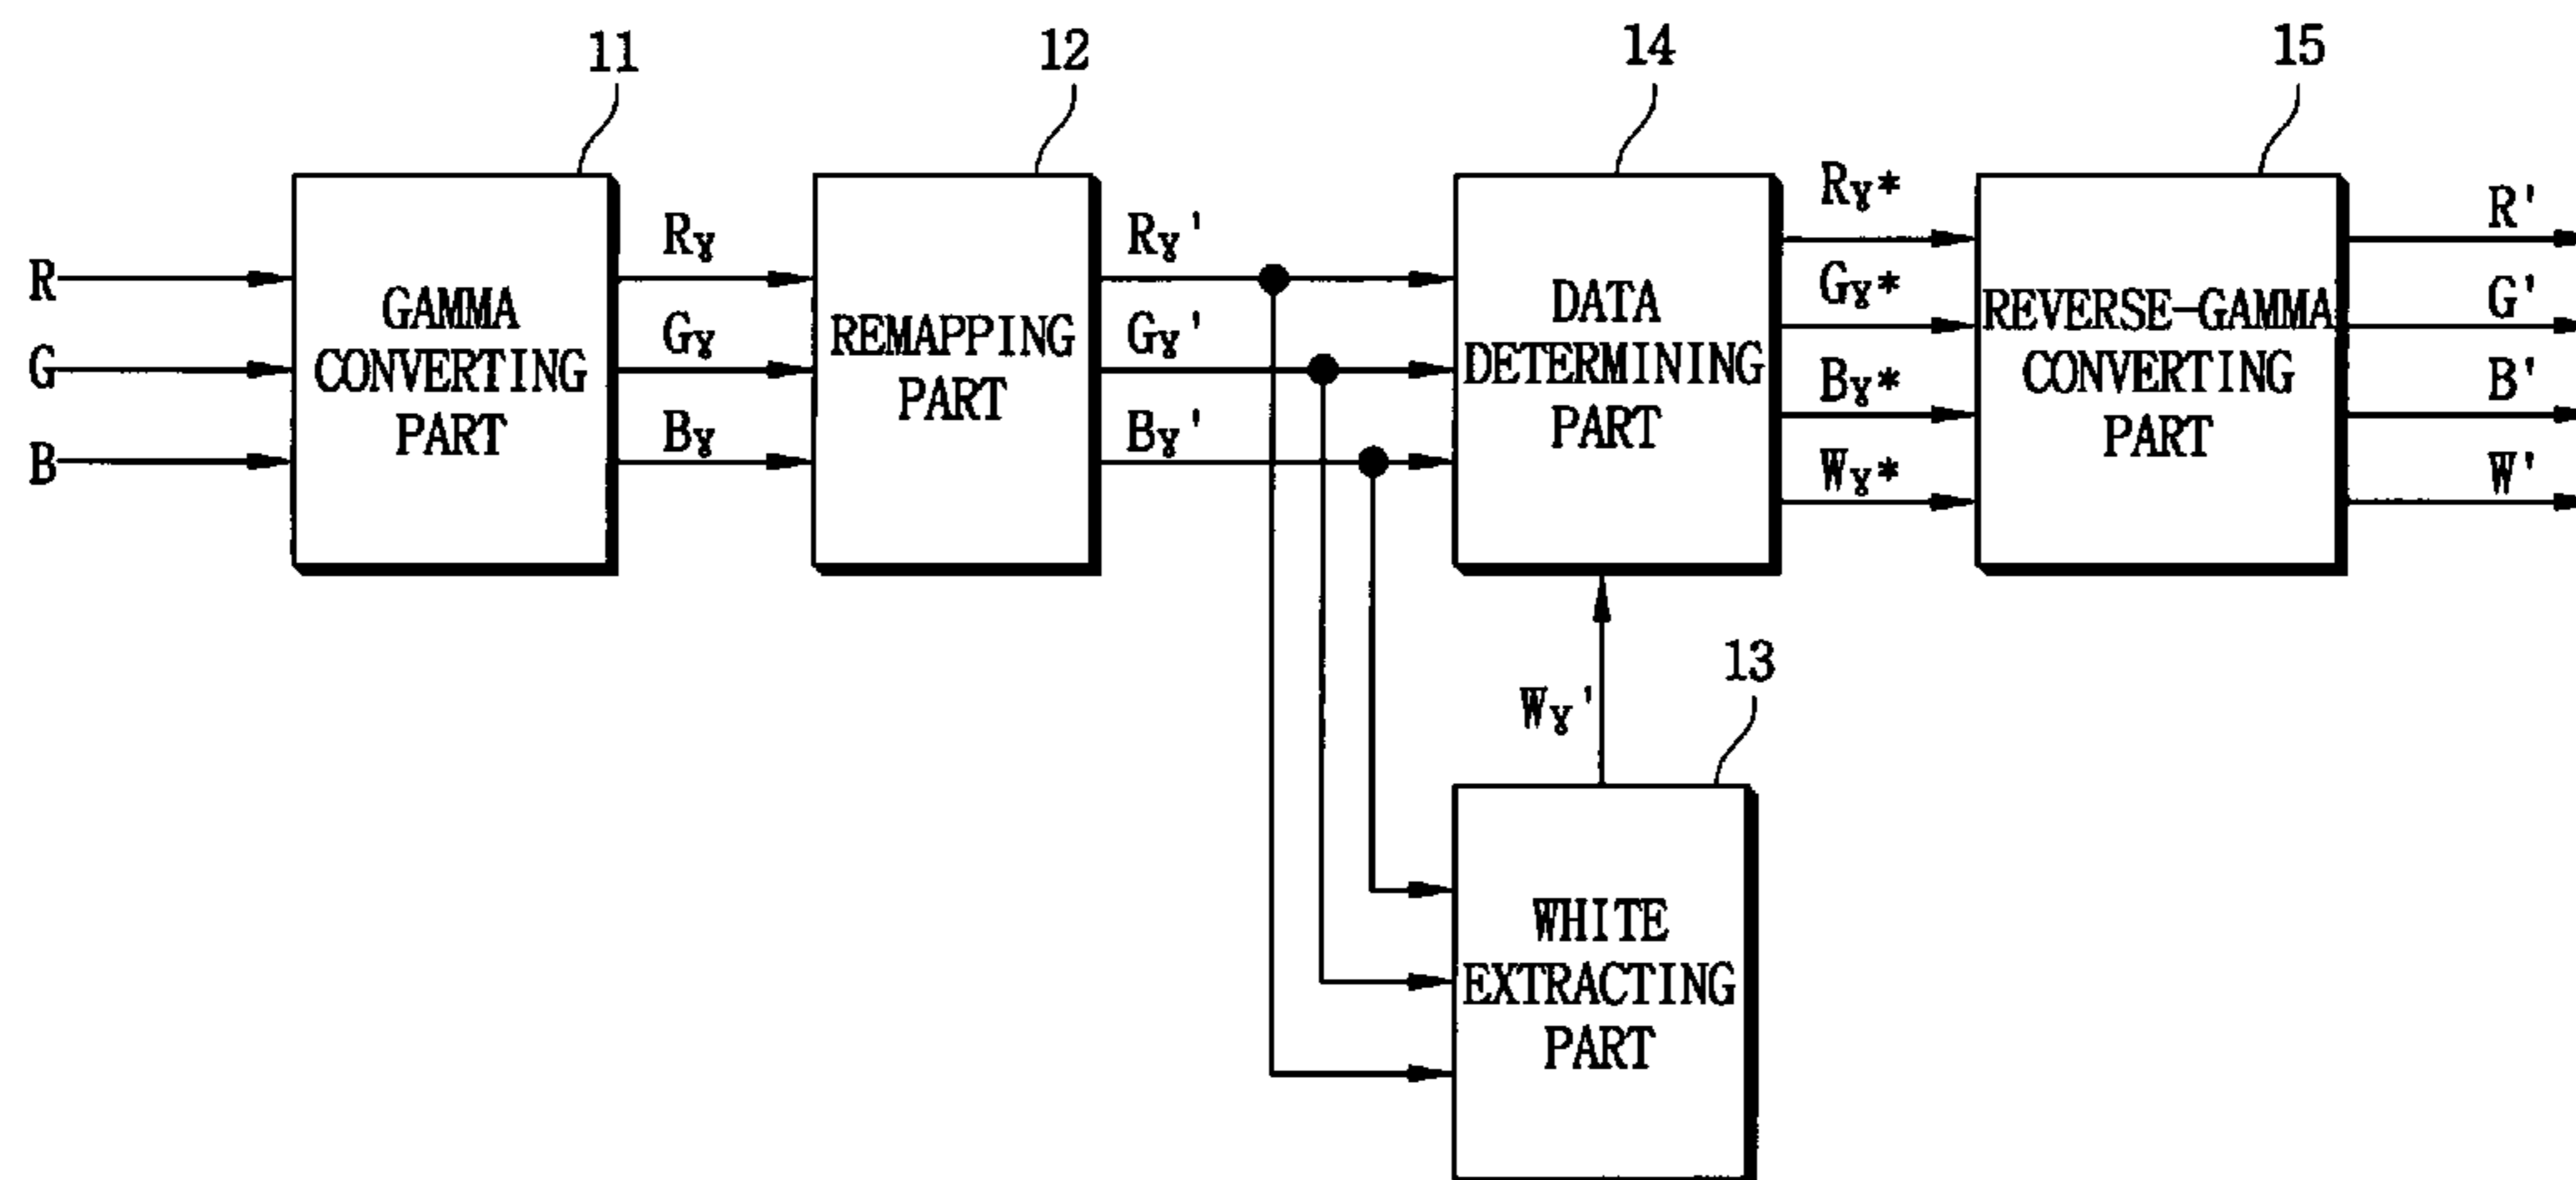 11
12
14
15
R
G
B
GAMMA
CONVERTING
PART
Rγ
Gγ
Bγ
REMAPPING
PART
Rγ'
Gγ'
Bγ'
DATA
DETERMINING
PART
Rγ*
Gγ*
Bγ*
Wγ*
REVERSE-GAMMA
CONVERTING
PART
R'
G'
B'
W'
13
Wγ'
WHITE
EXTRACTING
PART